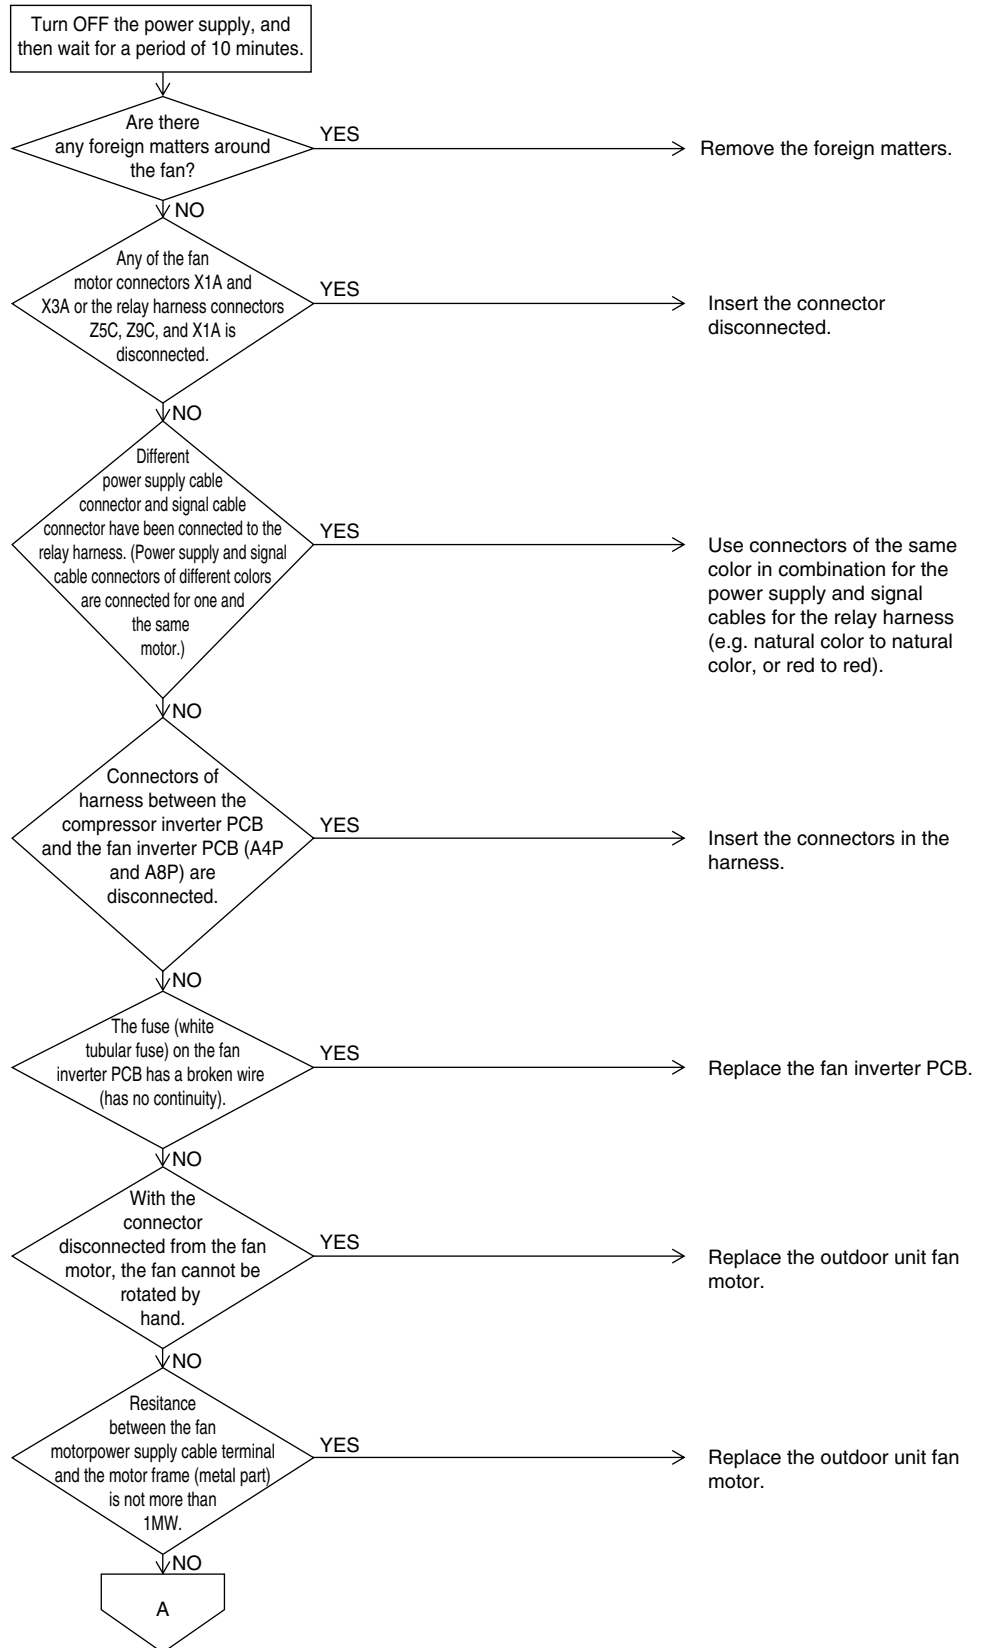 Turn OFF the power supply, and
then wait for a period of 10 minutes.
Are there
any foreign matters around
the fan?
YES
Remove the foreign matters.
NO
Any of the fan
motor connectors X1A and
X3A or the relay harness connectors
Z5C, Z9C, and X1A is
disconnected.
YES
Insert the connector
disconnected.
NO
Different
power supply cable
connector and signal cable
connector have been connected to the
relay harness. (Power supply and signal
cable connectors of different colors
are connected for one and
the same
motor.)
YES
Use connectors of the same
color in combination for the
power supply and signal
cables for the relay harness
(e.g. natural color to natural
color, or red to red).
NO
Connectors of
harness between the
compressor inverter PCB
and the fan inverter PCB (A4P
and A8P) are
disconnected.
YES
Insert the connectors in the
harness.
NO
The fuse (white
tubular fuse) on the fan
inverter PCB has a broken wire
(has no continuity).
YES
Replace the fan inverter PCB.
NO
With the
connector
disconnected from the fan
motor, the fan cannot be
rotated by
hand.
YES
Replace the outdoor unit fan
motor.
NO
Resitance
between the fan
motorpower supply cable terminal
and the motor frame (metal part)
is not more than
1MW.
YES
Replace the outdoor unit fan
motor.
NO
A